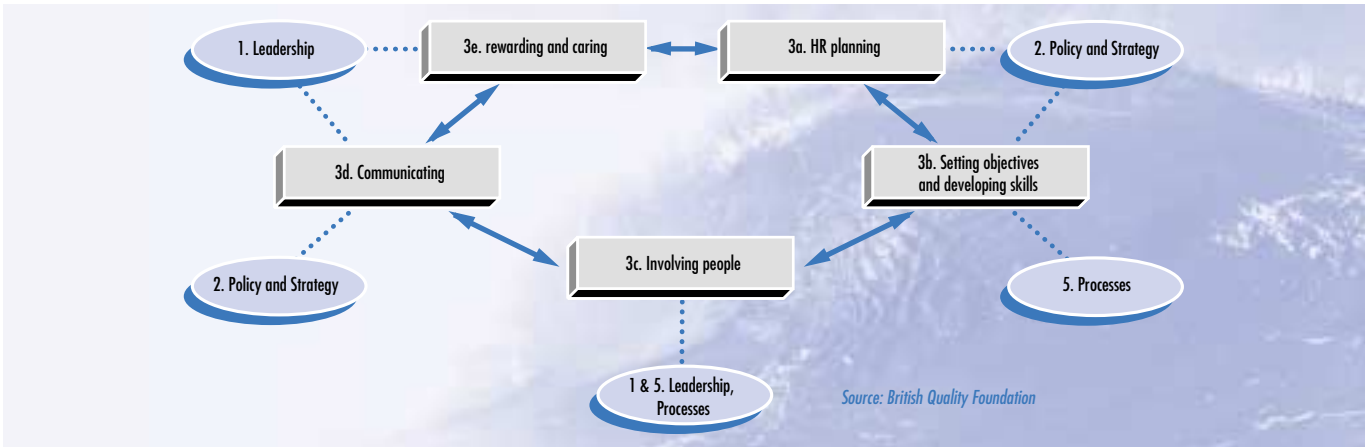 1. Leadership
3e. rewarding and caring
3a. HR planning
2. Policy and Strategy
3d. Communicating
3b. Setting objectives
and developing skills
3c. Involving people
2. Policy and Strategy
5. Processes
1 & 5. Leadership,
Processes
Source: British Quality Foundation